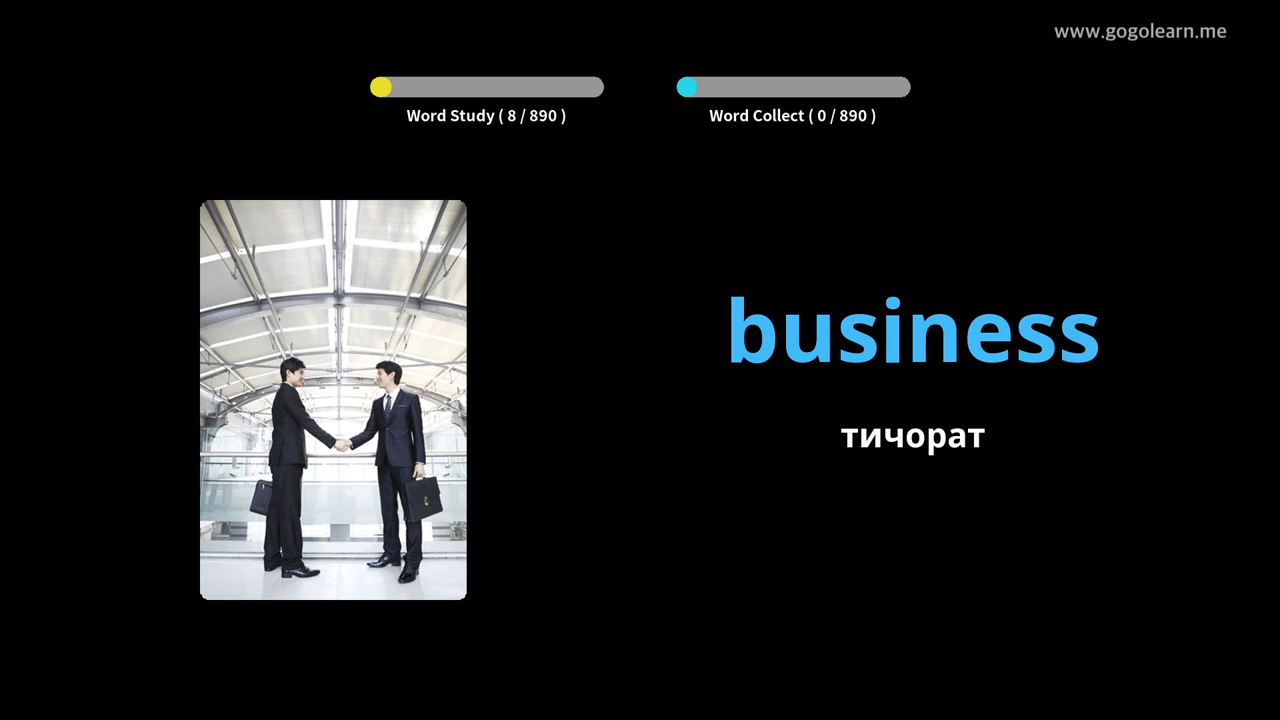 www.gogolearn.me
Word Study ( 8 / 890 )
Word Collect ( 0 / 890 )
business
тичорат